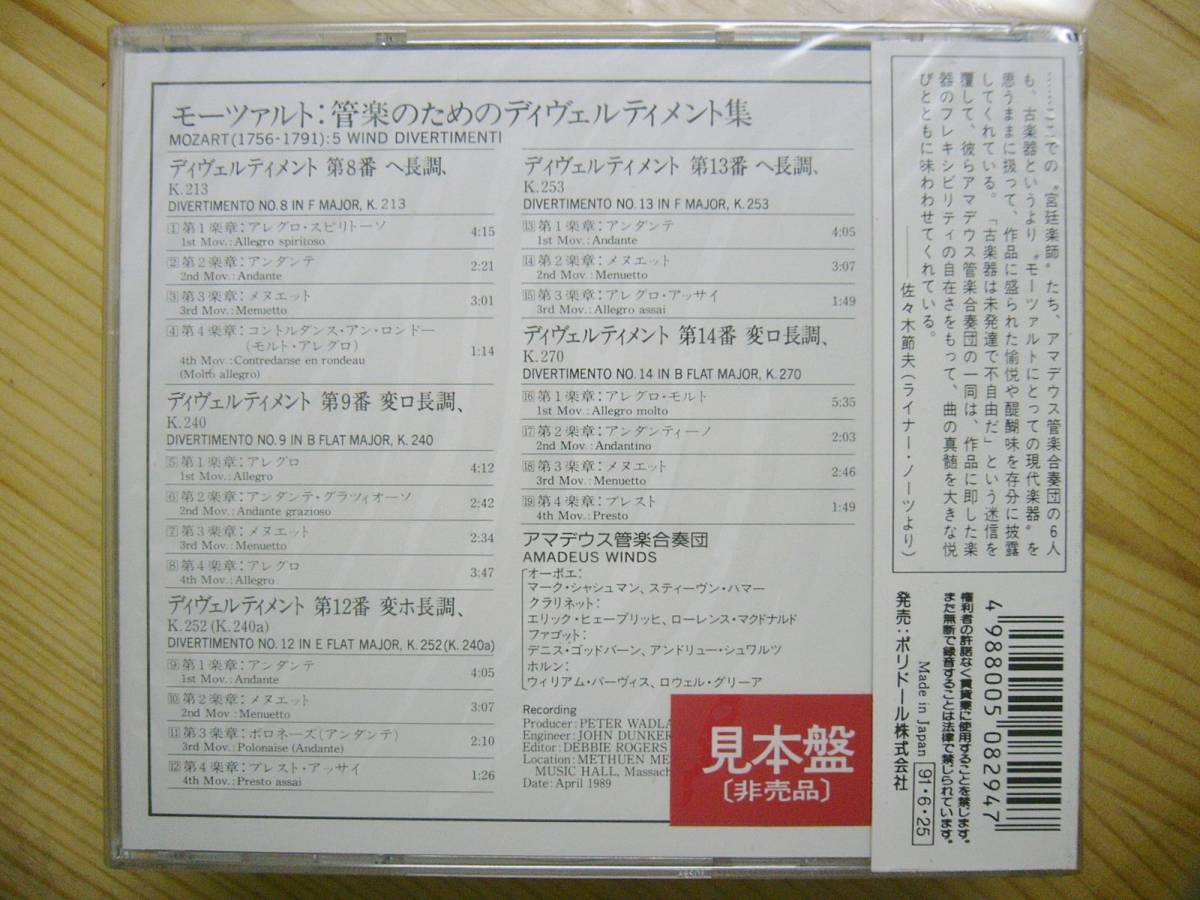 モーツァルト：管楽のためのディヴェルティメント集
MOZART(1756-1791):5 WIND DIVERTIMENTI
ディヴェルティメント 第8番 ヘ長調、
K.213
DIVERTIMENTO NO.8 IN F MAJOR, K. 213
1 第1楽章：アレグロ・スピリトーソ
1st Mov.:Allegro spiritoso 4:15
2 第2楽章：アンダンテ
2nd Mov.:Andante 2:21
3 第3楽章：メヌエット
3rd Mov.:Menuetto 3:01
4 第4楽章：コントルダンス・アン・ロンドー
(モルト・アレグロ) 1:14
4th Mov.:Contredanse en rondeau
(Molto allegro)
ディヴェルティメント 第9番 変ロ長調、
K.240
DIVERTIMENTO NO.9 IN B FLAT MAJOR, K. 240
5 第1楽章：アレグロ
1st Mov.:Allegro 4:12
6 第2楽章：アンダンテ・グラツィオーソ
2nd Mov.:Andante grazioso 2:42
7 第3楽章：メヌエット
3rd Mov.:Menuetto 2:34
8 第4楽章：アレグロ
4th Mov.:Allegro 3:47
ディヴェルティメント 第12番 変ホ長調、
K.252(K.240a)
DIVERTIMENTO NO.12 IN E FLAT MAJOR, K.252(K.240a)
9 第1楽章：アンダンテ
1st Mov.:Andante 4:05
10 第2楽章：メヌエット
2nd Mov.:Menuetto 3:07
11 第3楽章：ポロネーズ(アンダンテ)
3rd Mov.:Polonaise (Andante) 2:10
12 第4楽章：プレスト・アッサイ
4th Mov.:Presto assai 1:26
ディヴェルティメント 第13番 ヘ長調、
K.253
DIVERTIMENTO NO.13 IN F MAJOR, K.253
13 第1楽章：アンダンテ
1st Mov.:Andante 4:05
14 第2楽章：メヌエット
2nd Mov.:Menuetto 3:07
15 第3楽章：アレグロ・アッサイ
3rd Mov.:Allegro assai 1:49
ディヴェルティメント 第14番 変ロ長調、
K.270
DIVERTIMENTO NO.14 IN B FLAT MAJOR, K.270
16 第1楽章：アレグロ・モルト
1st Mov.:Allegro molto 5:35
17 第2楽章：アンダンティーノ
2nd Mov.:Andantino 2:03
18 第3楽章：メヌエット
3rd Mov.:Menuetto 2:46
19 第4楽章：プレスト
4th Mov.:Presto 1:49
アマデウス管楽合奏団
AMADEUS WINDS
オーボエ：
マーク・シャシュマン、スティーヴン・ハマー
クラリネット：
エリック・ヒェーブリッヒ、ローレンス・マクドナルド
ファゴット：
デニス・ゴッドバーン、アンドリュー・シュワルツ
ホルン：
ウィリアム・パーヴィス、ロウェル・グリーア
Recording
Producer:PETER WADLA
Engineer:JOHN DUNKER
Editor:DEBBIE ROGERS
Location:METHUEN ME
MUSIC HALL, Massach
Date:April 1989
見本盤
〔非売品〕
……ここでの〝宮廷楽師〟たち、アマデウス管楽合奏団の6人
も、古楽器というより〝モーツァルトにとっての現代楽器〟を
思うままに扱って、作品に盛られた愉悦や醍醐味を存分に披露
してくれている。「古楽器は未発達で不自由だ」という迷信を
覆して、彼らアマデウス管楽合奏団の一同は、作品に即した楽
器のフレキシビリティの自在さをもって、曲の真髄を大きな悦
びとともに味わわせてくれている。
——佐々木節夫(ライナー・ノーツより)
4988005 082947
権利者の許諾なく賃貸業に使用することを禁じます。
また無断で録音することは法律で禁じられています。
Made in Japan 91・6・25
発売：ポリドール株式会社